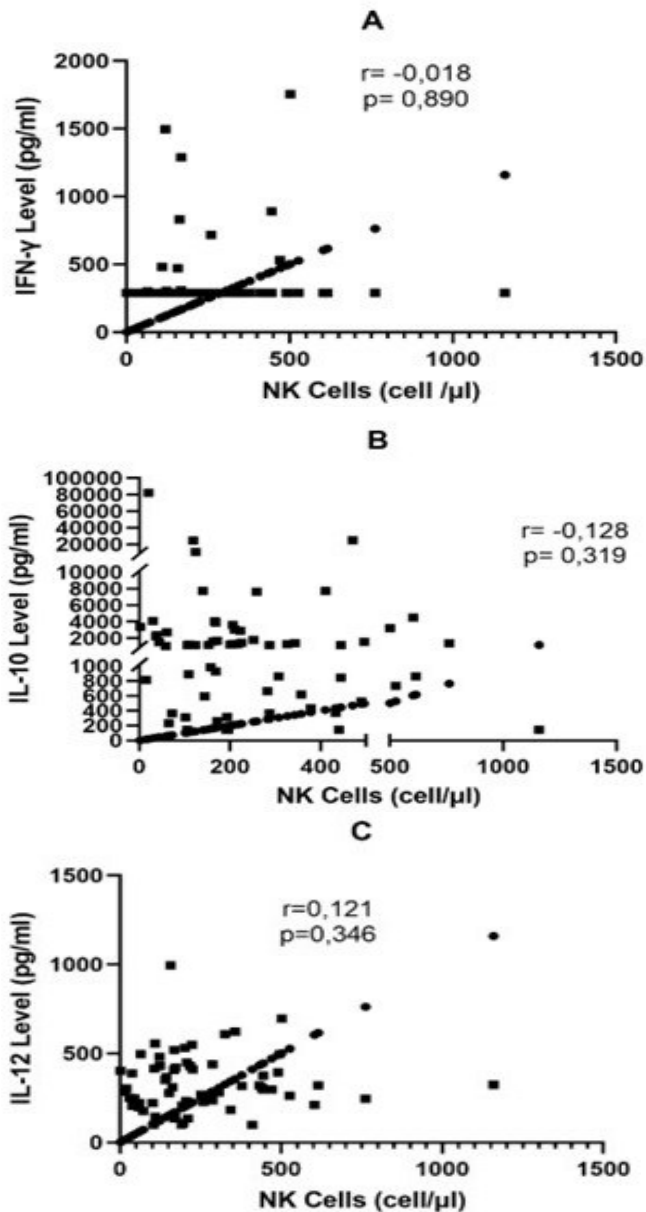 A
r= -0,018
p= 0,890
IFN-γ Level (pg/ml)
2000
1500
1000
500
0
0 500 1000 1500
NK Cells (cell /µl)
B
r= -0,128
p= 0,319
IL-10 Level (pg/ml)
100000
80000
60000
40000
20000
10000
8000
6000
4000
2000
1000
800
600
400
200
0
0 200 400 500 1000 1500
NK Cells (cell/µl)
C
r=0,121
p=0,346
IL-12 Level (pg/ml)
1500
1000
500
0
0 500 1000 1500
NK Cells (cell/µl)